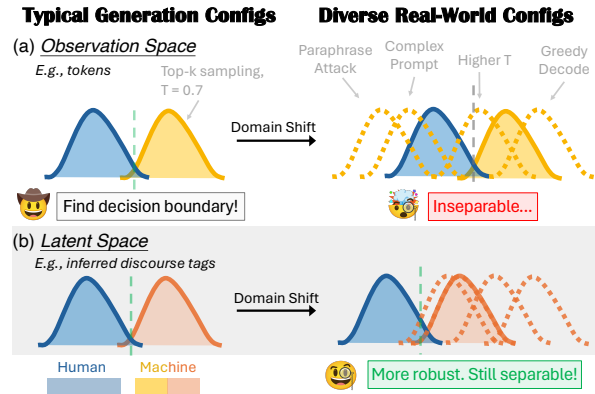 Typical Generation Configs
Diverse Real-World Configs
(a) Observation Space
E.g., tokens
Top-k sampling,
T = 0.7
Paraphrase
Attack
Complex
Prompt
Higher T
Greedy
Decode
Domain Shift
Find decision boundary!
Inseparable...
(b) Latent Space
E.g., inferred discourse tags
Domain Shift
Human
Machine
More robust. Still separable!